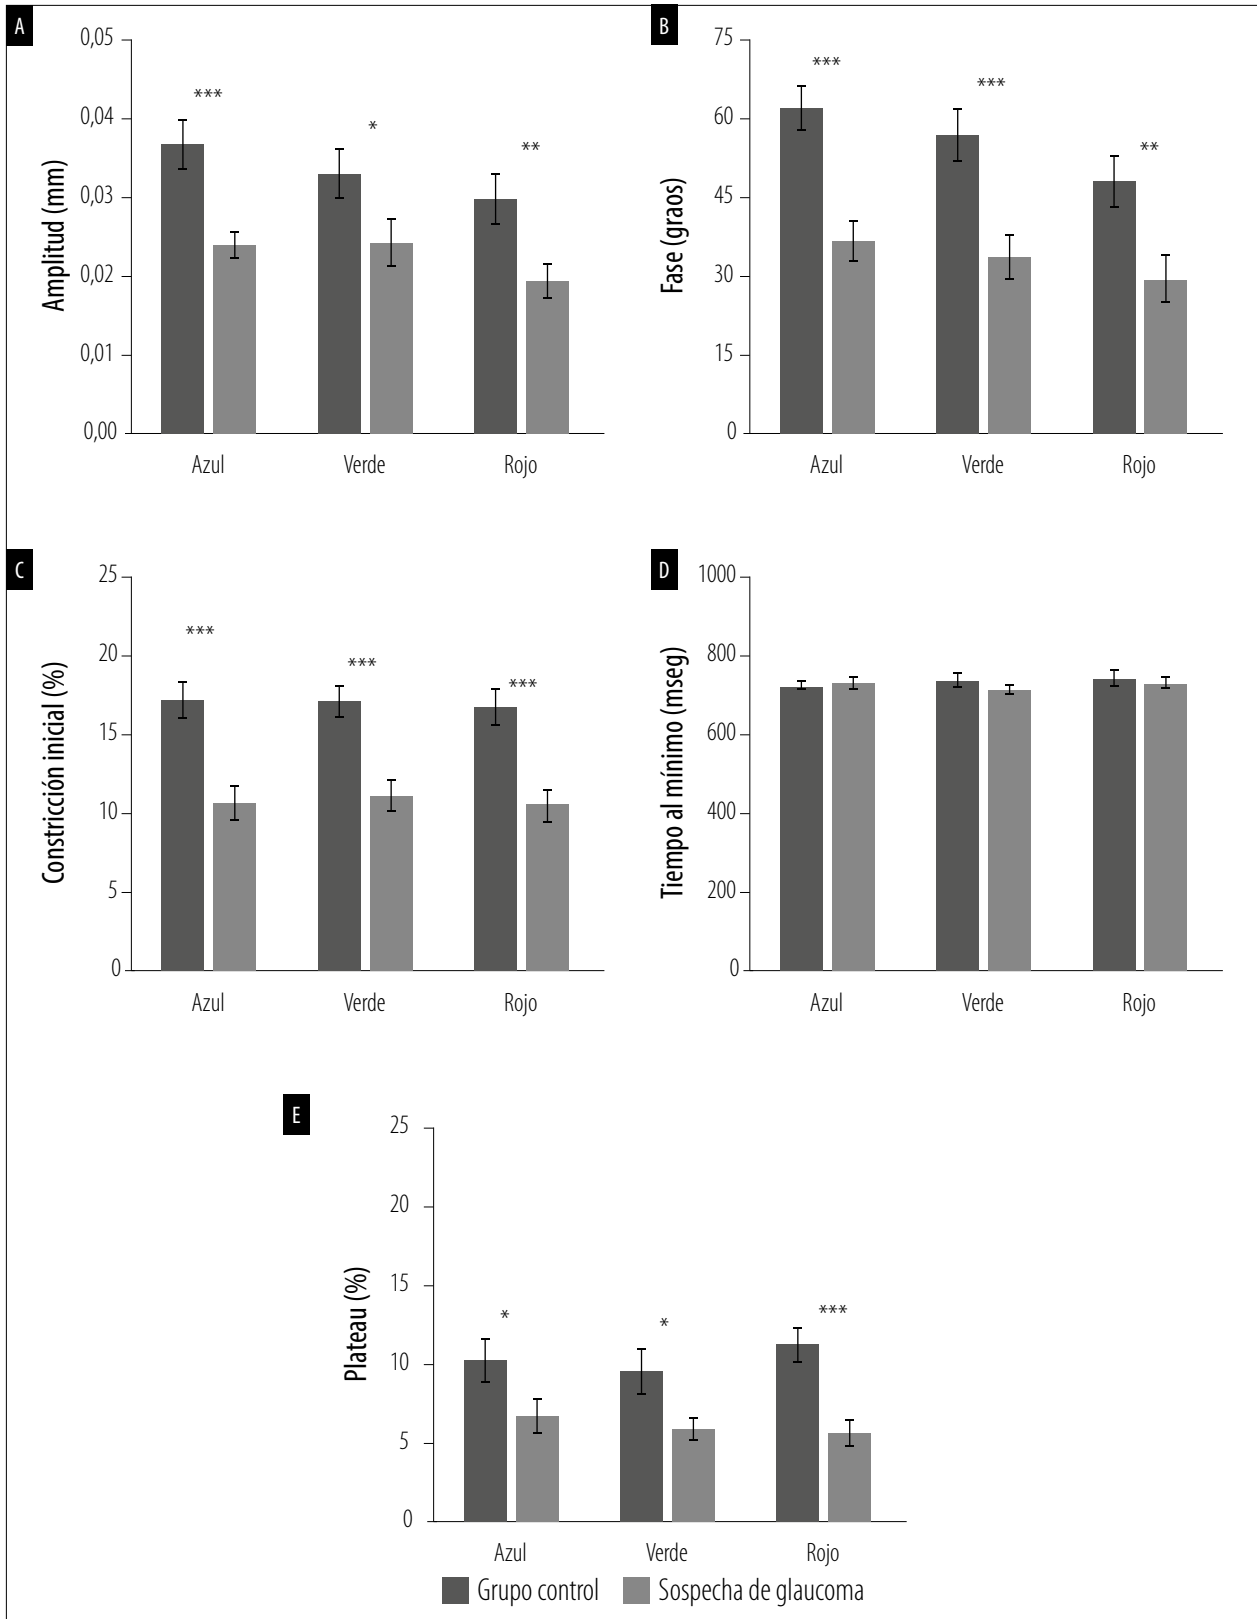 A
0,05
0,04
0,03
0,02
0,01
0,00
Amplitud (mm)
***
*
**
Azul Verde Rojo
B
75
60
45
30
15
0
Fase (graos)
***
***
**
Azul Verde Rojo
C
25
20
15
10
5
0
Constricción inicial (%)
***
***
***
Azul Verde Rojo
D
1000
800
600
400
200
0
Tiempo al mínimo (mseg)
Azul Verde Rojo
E
25
20
15
10
5
0
Plateau (%)
*
*
***
Azul Verde Rojo
Grupo control Sospecha de glaucoma